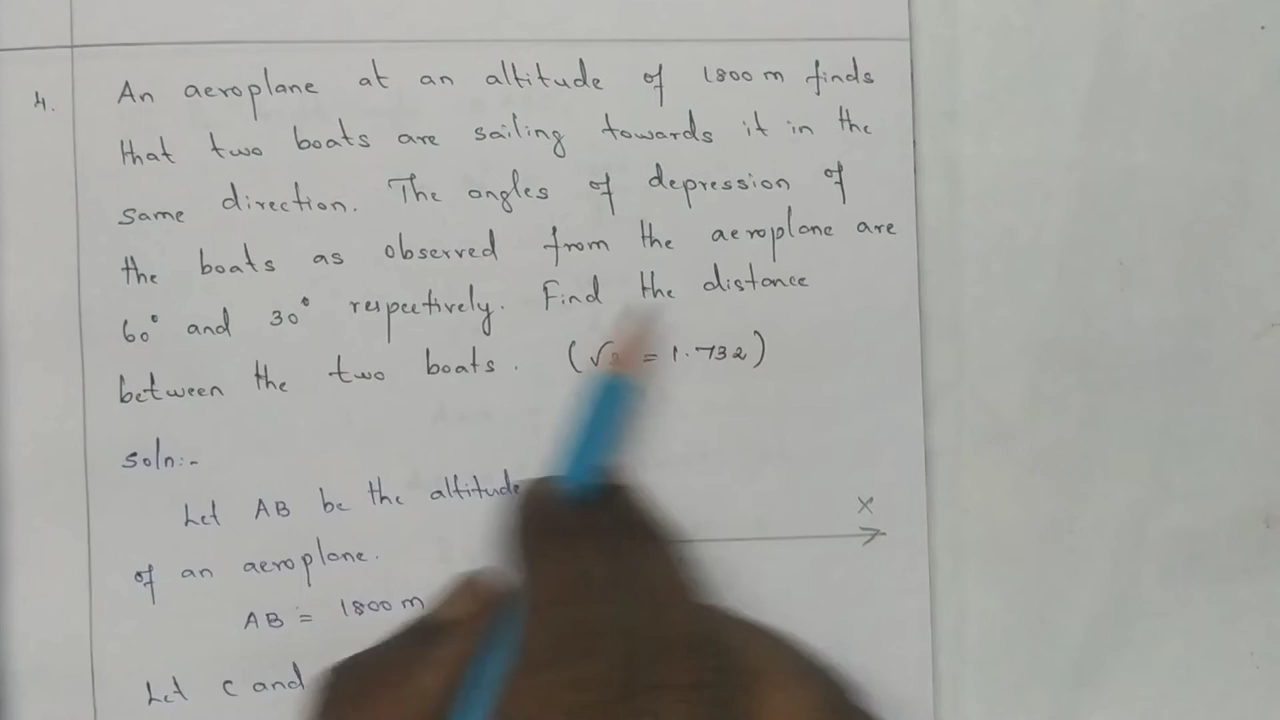 4.
An aeroplane at an altitude of 1800 m finds
that two boats are sailing towards it in the
same direction. The angles of depression of
the boats as observed from the aeroplane are
60° and 30° respectively. Find the distance
between the two boats. (√3 = 1.732)
Soln:-
Let AB be the altitude
of an aeroplane.
X
AB = 1800 m
Let C and